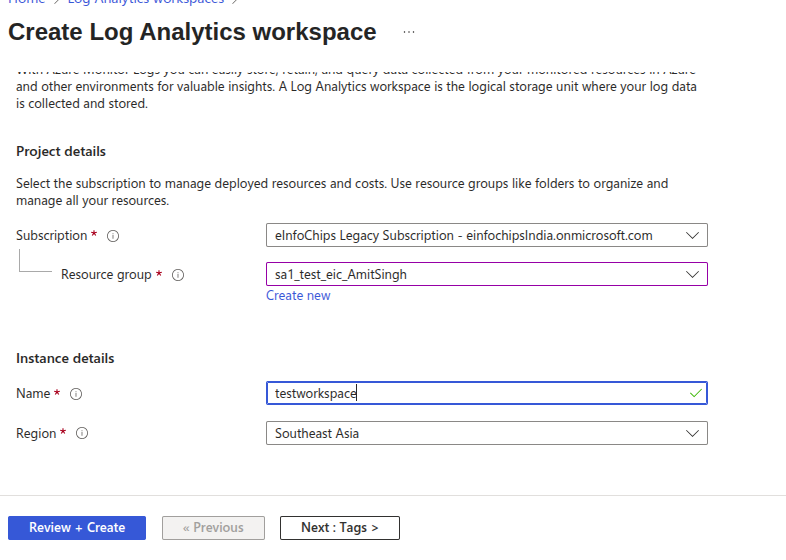 Home > Log Analytics workspaces >
Create Log Analytics workspace ...
With Azure Monitor Logs you can easily store, retain, and query data collected from your monitored resources in Azure
and other environments for valuable insights. A Log Analytics workspace is the logical storage unit where your log data
is collected and stored.
Project details
Select the subscription to manage deployed resources and costs. Use resource groups like folders to organize and
manage all your resources.
Subscription * eInfoChips Legacy Subscription - einfochipsIndia.onmicrosoft.com
Resource group * sa1_test_eic_AmitSingh
Create new
Instance details
Name * testworkspace
Region * Southeast Asia
Review + Create « Previous Next : Tags >